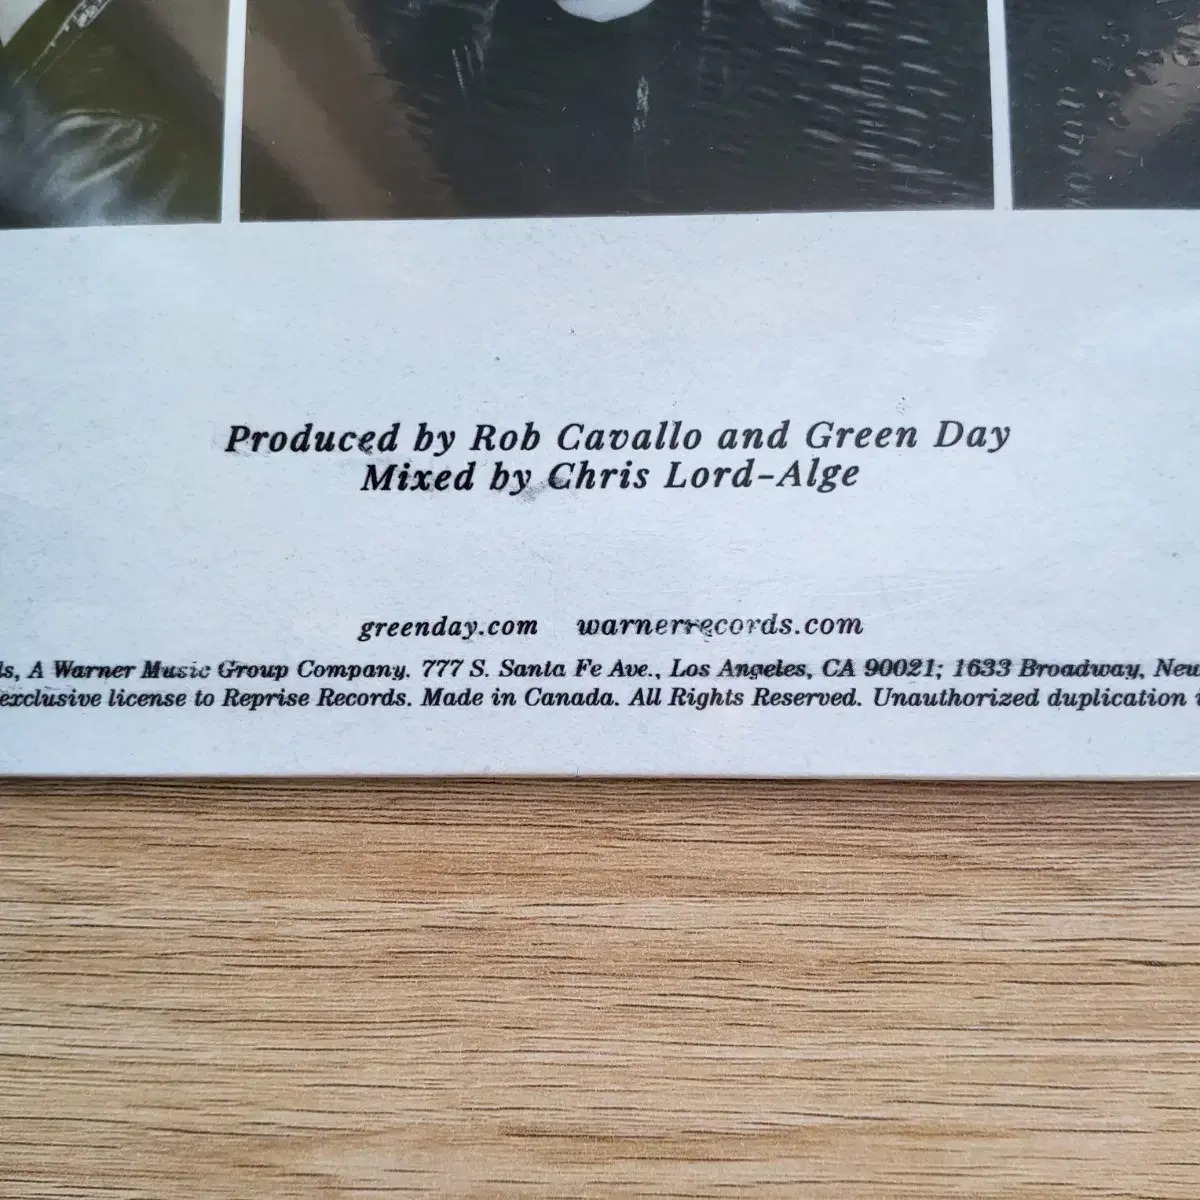 Produced by Rob Cavallo and Green Day
Mixed by Chris Lord-Alge
greenday.com warnerrecords.com
A Warner Music Group Company. 777 S. Santa Fe Ave., Los Angeles, CA 90021; 1633 Broadway, New
exclusive license to Reprise Records. Made in Canada. All Rights Reserved. Unauthorized duplication